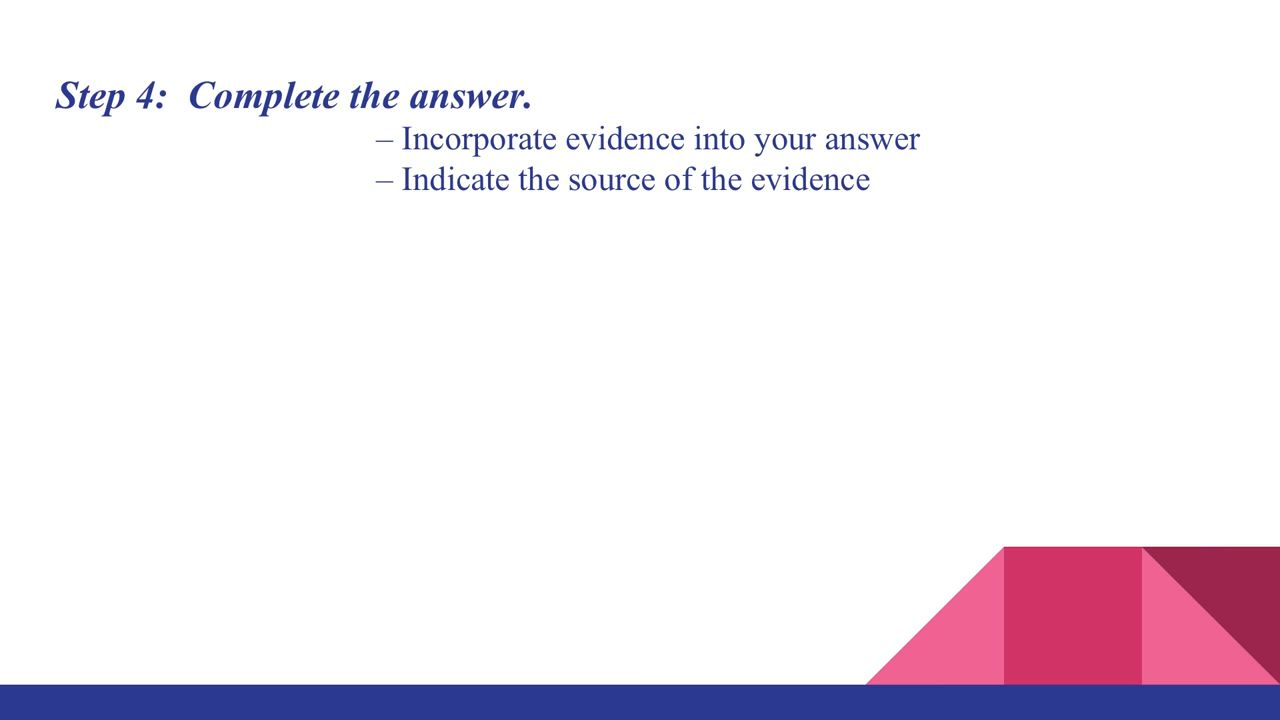 Step 4:  Complete the answer.
– Incorporate evidence into your answer
– Indicate the source of the evidence